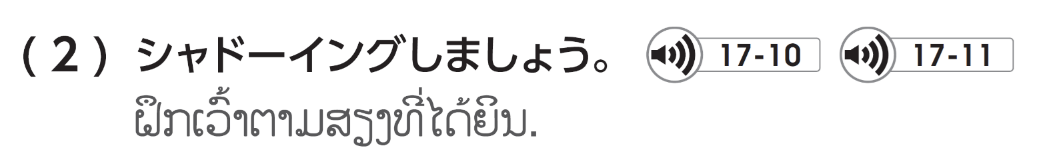 (2) シャドーイングしましょう。 17-10 17-11
ຝຶກເວົ້າຕາມສຽງທີ່ໄດ້ຍິນ.